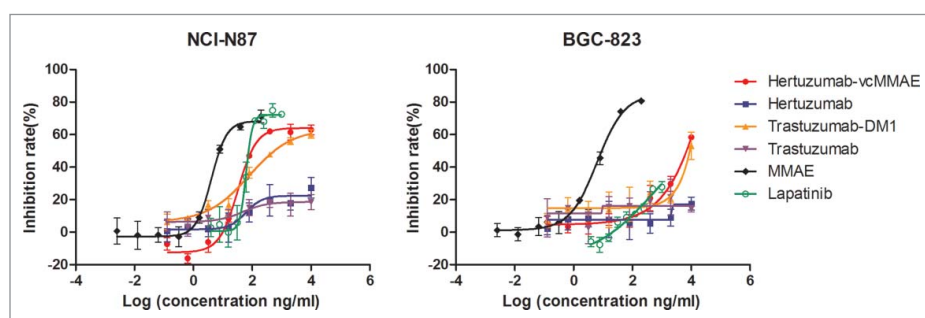 NCI-N87
BGC-823
Inhibition rate(%)
100
80
60
40
20
0
-20
-4
-2
0
2
4
6
Log (concentration ng/ml)
Inhibition rate(%)
100
80
60
40
20
0
-20
-4
-2
0
2
4
6
Log (concentration ng/ml)
Hertuzumab-vcMMAE
Hertuzumab
Trastuzumab-DM1
Trastuzumab
MMAE
Lapatinib